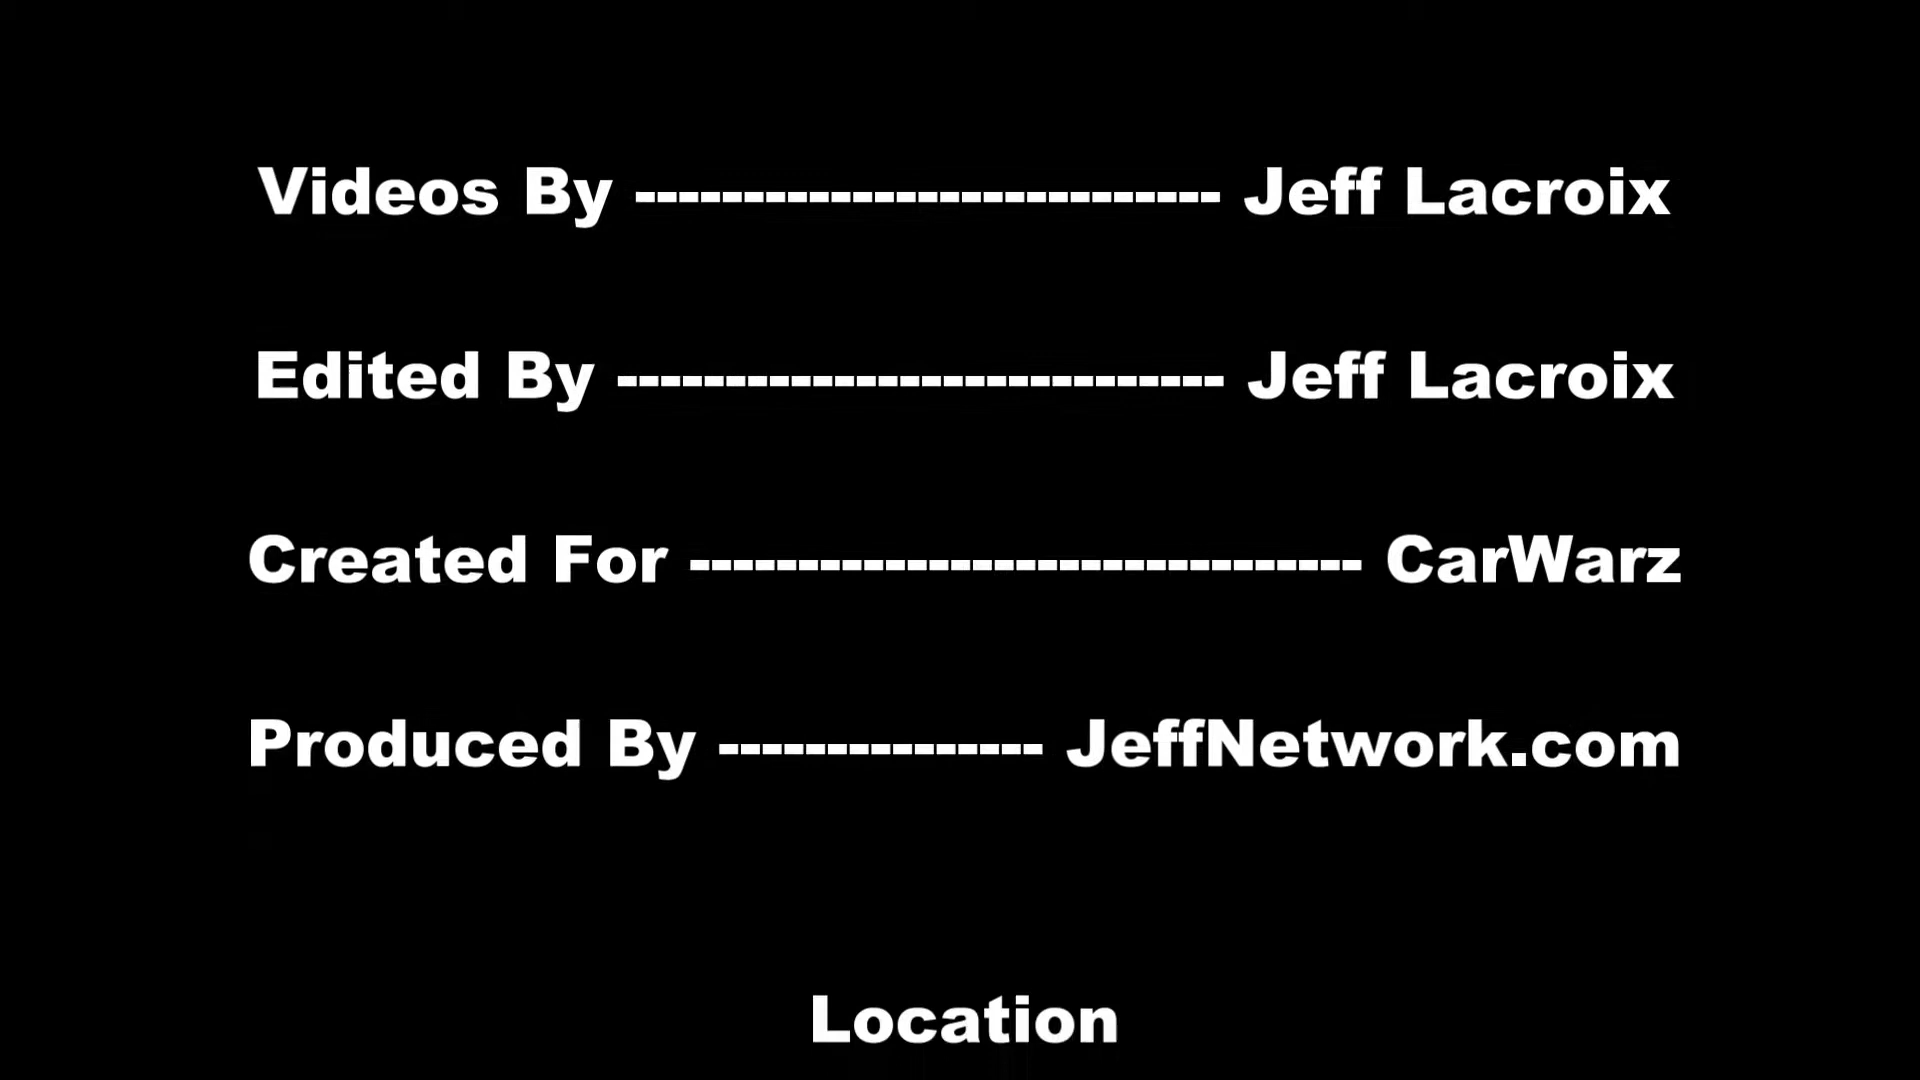 Videos By --------------------------- Jeff Lacroix
Edited By ---------------------------- Jeff Lacroix
Created For ------------------------------- CarWarz
Produced By --------------- JeffNetwork.com
Location